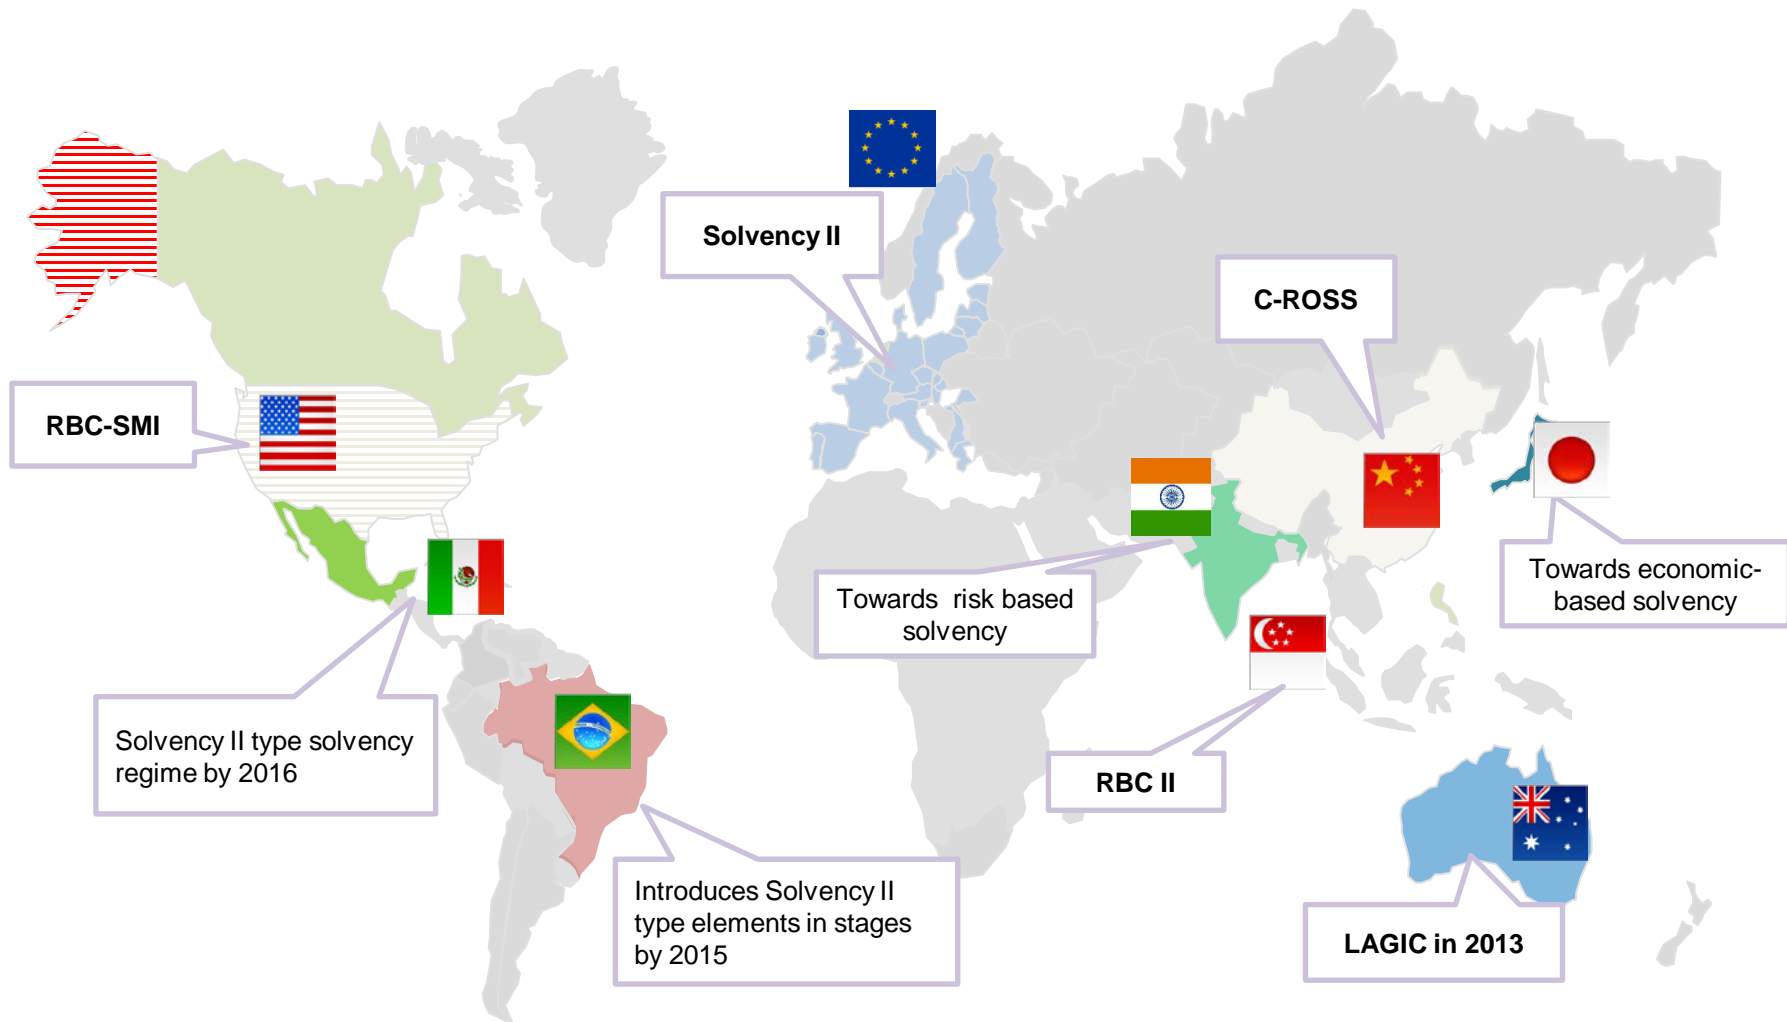 Solvency II
C-ROSS
RBC-SMI
Towards risk based
solvency
Towards economic-
based solvency
Solvency II type solvency
regime by 2016
RBC II
Introduces Solvency II
type elements in stages
by 2015
LAGIC in 2013